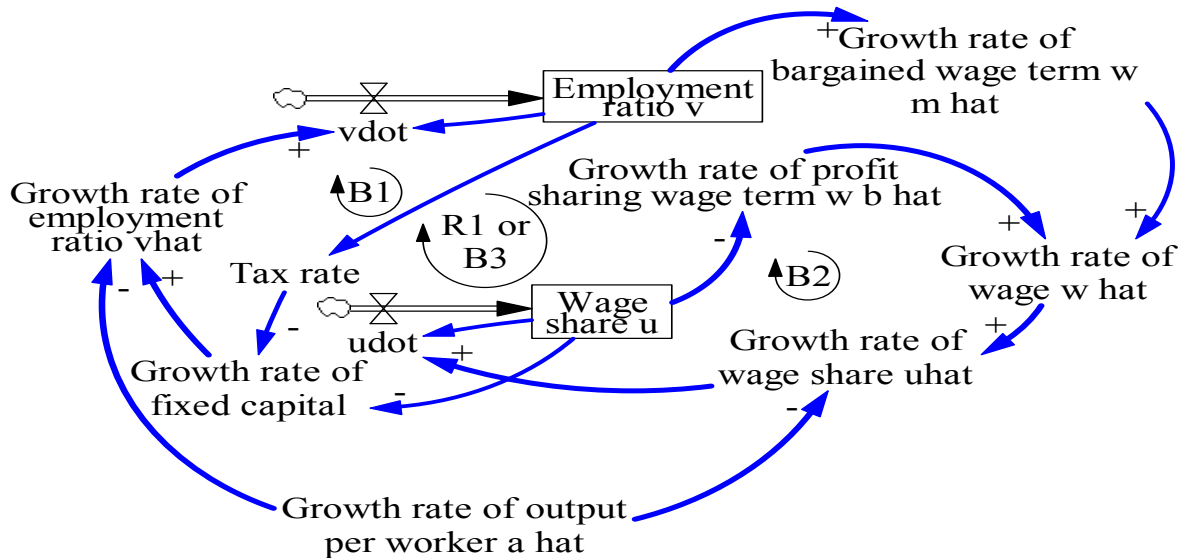 Growth rate of
bargained wage term w
m hat
+
Employment
ratio v
vdot
+
Growth rate of
employment
ratio vhat
B1
Growth rate of profit
sharing wage term w b hat
+
+
R1 or
B3
-
B2
Growth rate of
wage w hat
Tax rate
-
+
-
Wage
share u
+
udot
+
Growth rate of
wage share uhat
Growth rate of
fixed capital
-
-
Growth rate of output
per worker a hat